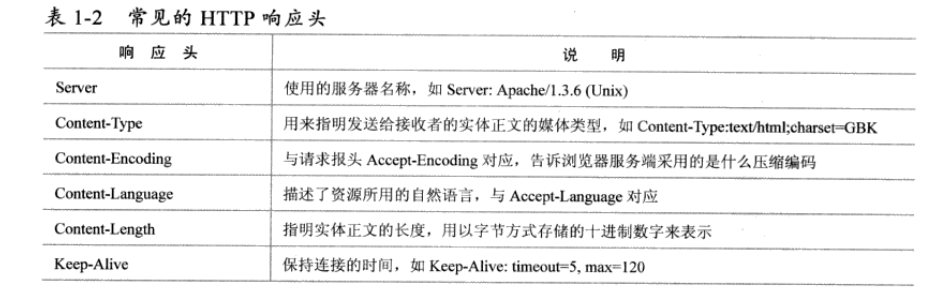 表 1-2 常见的 HTTP 响应头
响 应 头 说 明
Server 使用的服务器名称，如 Server: Apache/1.3.6 (Unix)
Content-Type 用来指明发送给接收者的实体正文的媒体类型，如 Content-Type:text/html;charset=GBK
Content-Encoding 与请求报头 Accept-Encoding 对应，告诉浏览器服务端采用的是什么压缩编码
Content-Language 描述了资源所用的自然语言，与 Accept-Language 对应
Content-Length 指明实体正文的长度，用以字节方式存储的十进制数字来表示
Keep-Alive 保持连接的时间，如 Keep-Alive: timeout=5, max=120